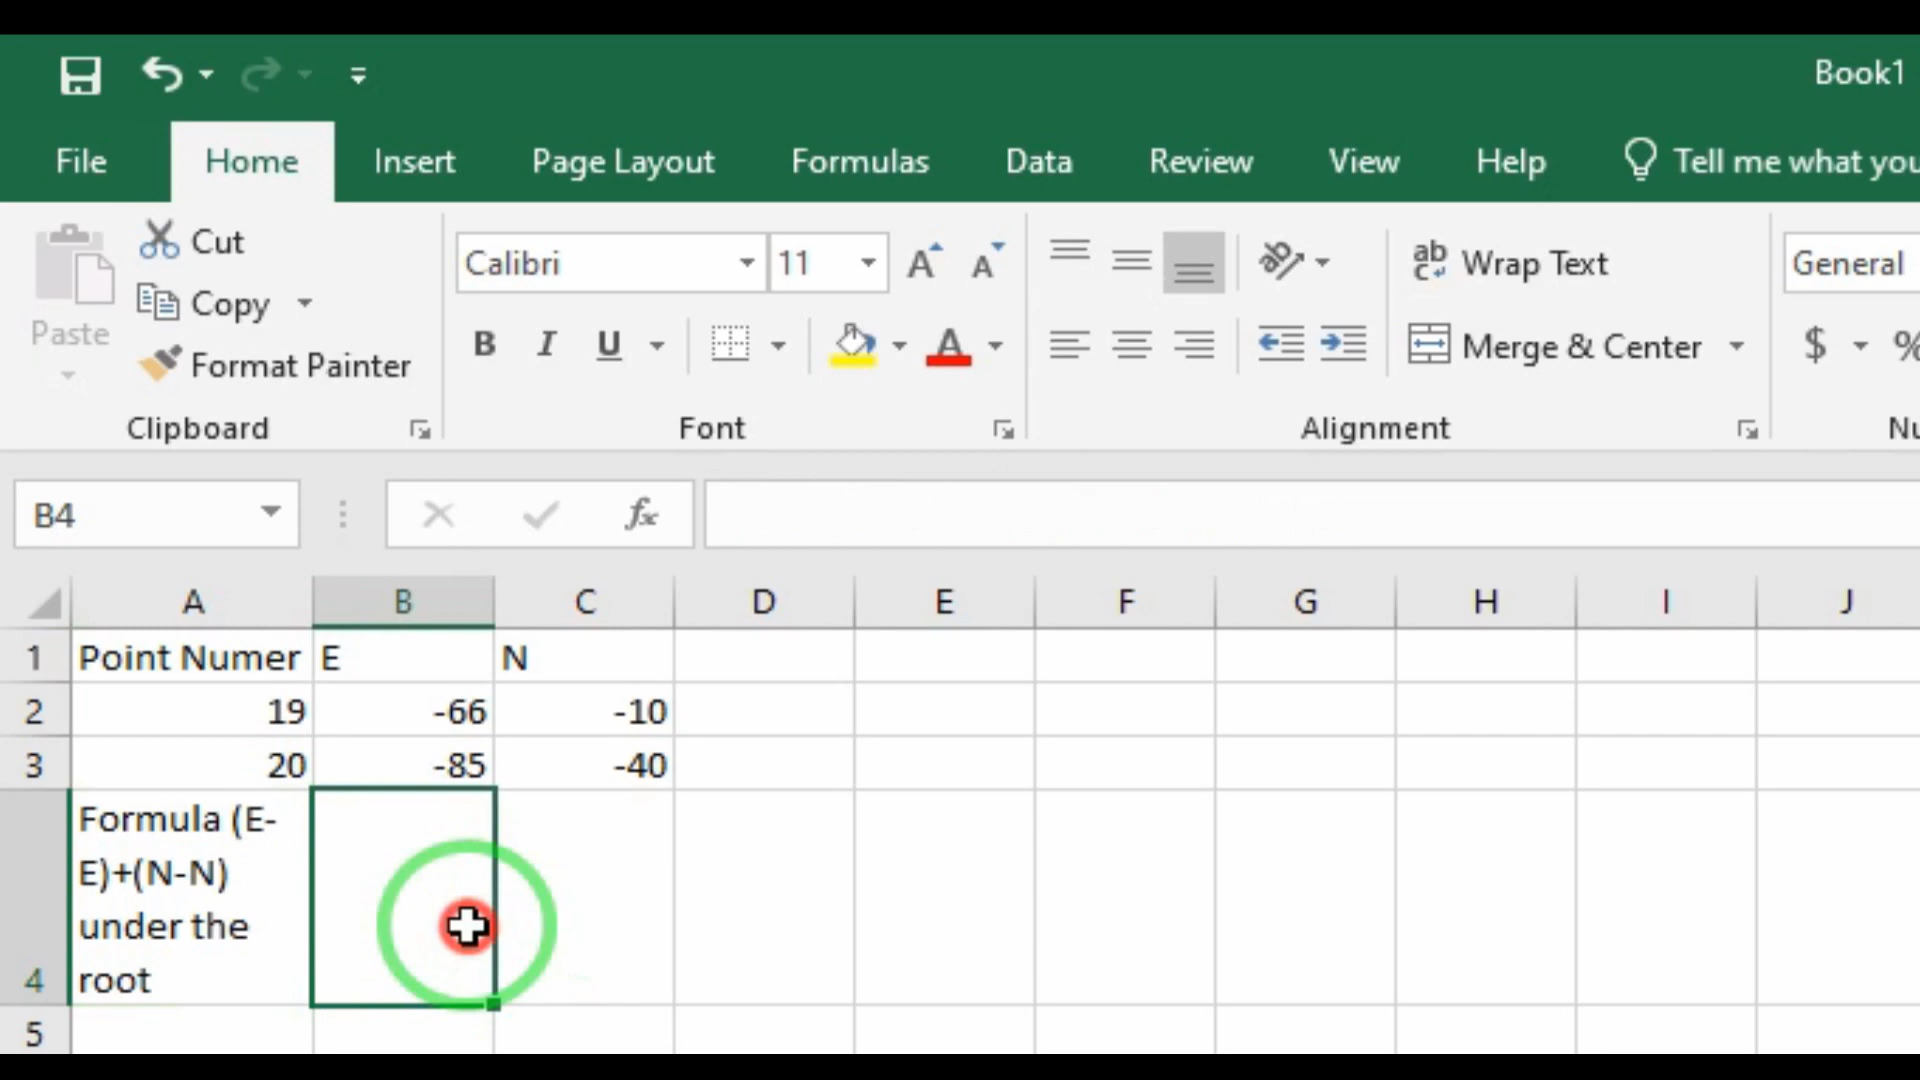 Book1
File Home Insert Page Layout Formulas Data Review View Help Tell me what you
Paste
Cut
Copy
Format Painter
Clipboard
Calibri 11
A A
B I U A
Font
ab Wrap Text
Merge & Center
Alignment
General
$ %
Nu
B4
fx
A B C D E F G H I J
1 Point Numer E N
2 19 -66 -10
3 20 -85 -40
4 Formula (E-
E)+(N-N)
under the
root
5